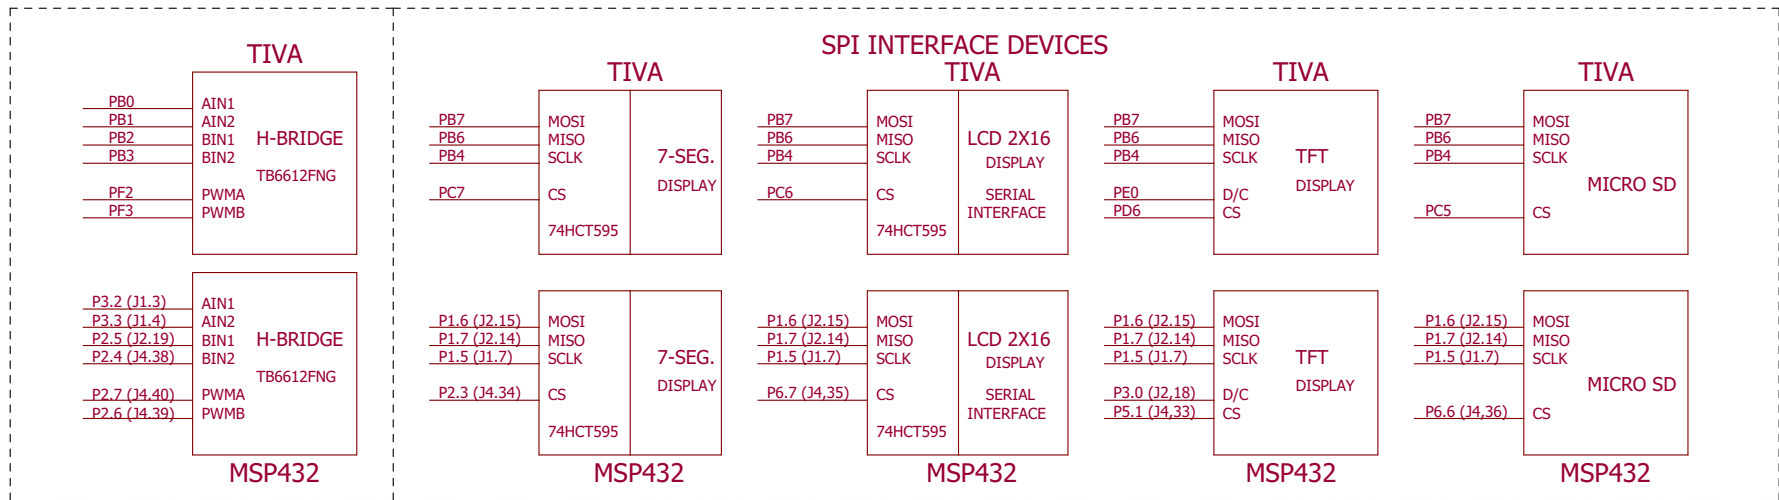 TIVA
PB0 AIN1
PB1 AIN2
PB2 BIN1 H-BRIDGE
PB3 BIN2
TB6612FNG
PF2 PWMA
PF3 PWMB
P3.2 (J1.3) AIN1
P3.3 (J1.4) AIN2
P2.5 (J2.19) BIN1 H-BRIDGE
P2.4 (J4.38) BIN2
TB6612FNG
P2.7 (J4.40) PWMA
P2.6 (J4.39) PWMB
MSP432
SPI INTERFACE DEVICES
TIVA
PB7 MOSI
PB6 MISO
PB4 SCLK 7-SEG.
DISPLAY
PC7 CS
74HCT595
P1.6 (J2.15) MOSI
P1.7 (J2.14) MISO
P1.5 (J1.7) SCLK 7-SEG.
DISPLAY
P2.3 (J4.34) CS
74HCT595
MSP432
TIVA
PB7 MOSI
PB6 MISO LCD 2X16
PB4 SCLK DISPLAY
PC6 CS SERIAL
INTERFACE
74HCT595
P1.6 (J2.15) MOSI
P1.7 (J2.14) MISO LCD 2X16
P1.5 (J1.7) SCLK DISPLAY
P6.7 (J4,35) CS SERIAL
INTERFACE
74HCT595
MSP432
TIVA
PB7 MOSI
PB6 MISO
PB4 SCLK TFT
DISPLAY
PE0 D/C
PD6 CS
P1.6 (J2.15) MOSI
P1.7 (J2.14) MISO
P1.5 (J1.7) SCLK TFT
DISPLAY
P3.0 (J2,18) D/C
P5.1 (J4,33) CS
MSP432
TIVA
PB7 MOSI
PB6 MISO
PB4 SCLK
MICRO SD
PC5 CS
P1.6 (J2.15) MOSI
P1.7 (J2.14) MISO
P1.5 (J1.7) SCLK
MICRO SD
P6.6 (J4,36) CS
MSP432